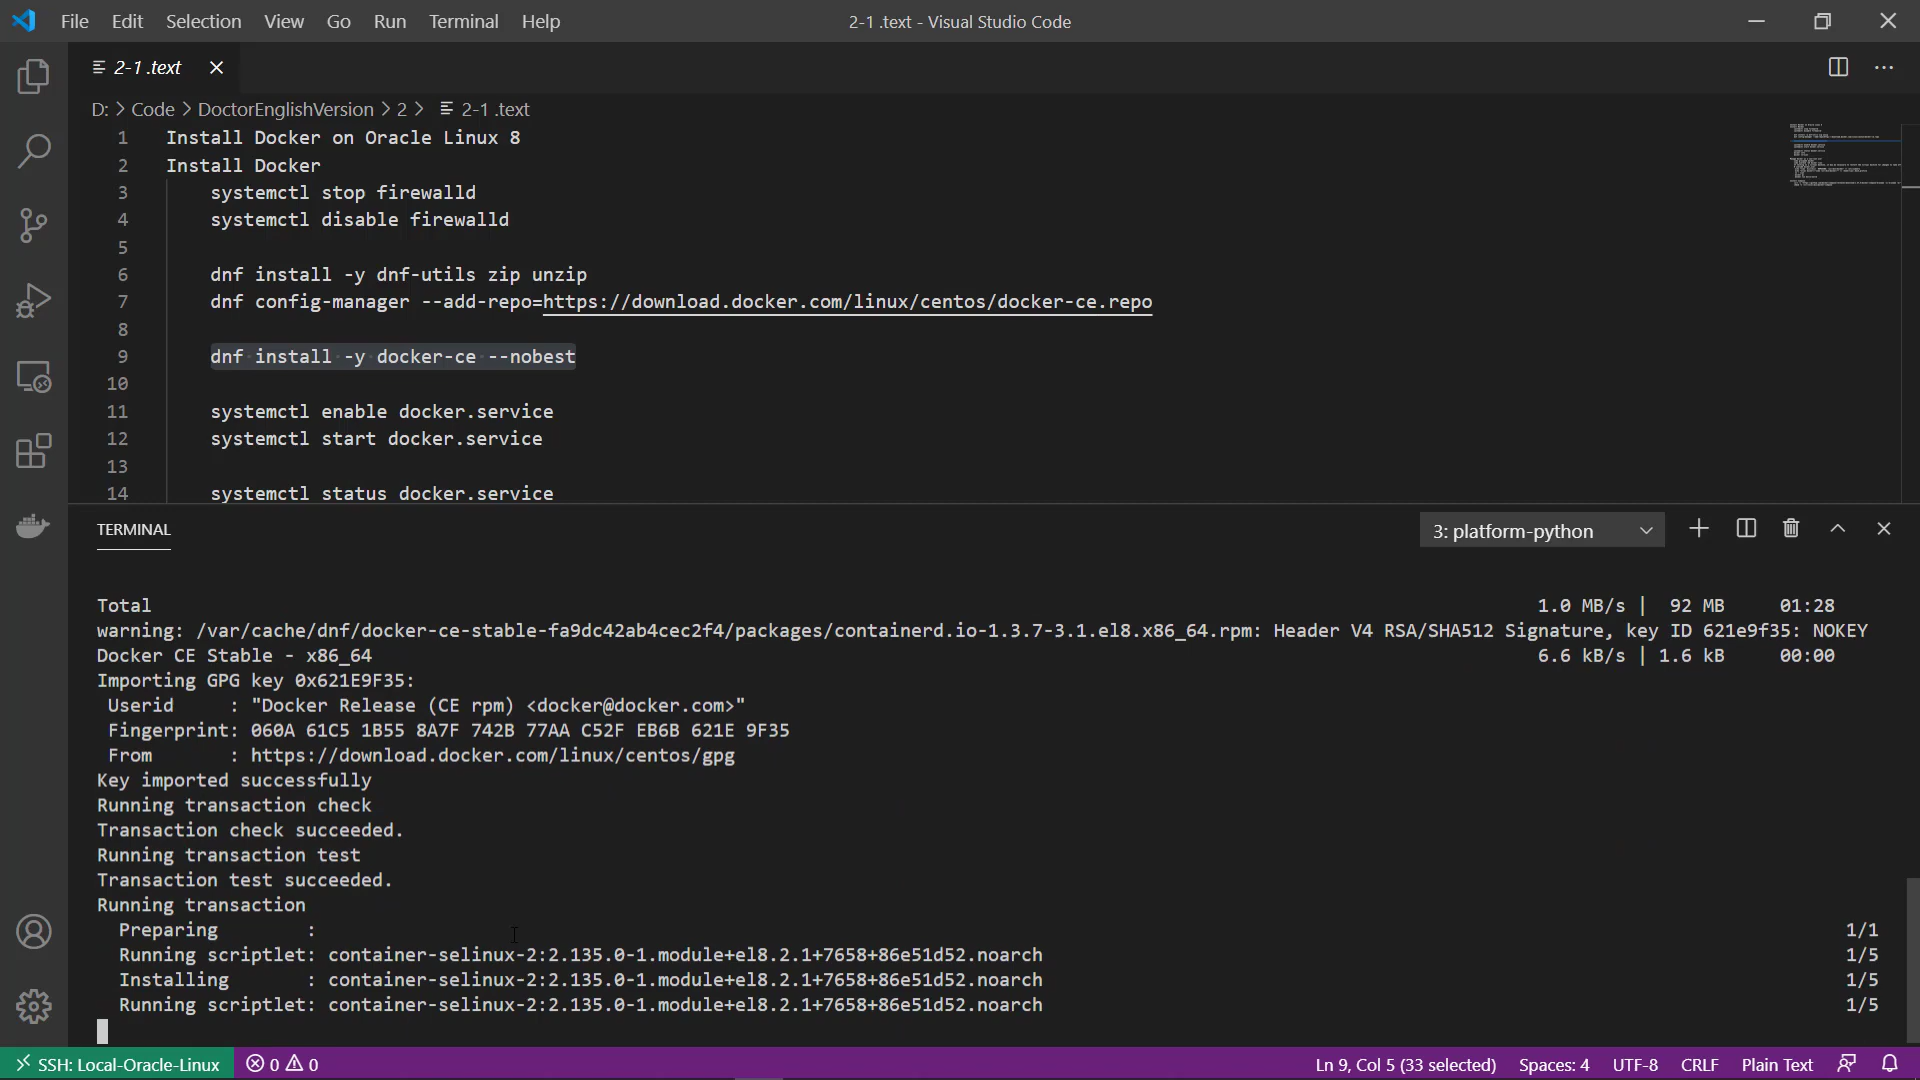 File Edit Selection View Go Run Terminal Help
2-1 .text - Visual Studio Code
2-1 .text
D: > Code > DoctorEnglishVersion > 2 > 2-1 .text
1 Install Docker on Oracle Linux 8
2 Install Docker
3 systemctl stop firewalld
4 systemctl disable firewalld
5
6 dnf install -y dnf-utils zip unzip
7 dnf config-manager --add-repo=https://download.docker.com/linux/centos/docker-ce.repo
8
9 dnf install -y docker-ce --nobest
10
11 systemctl enable docker.service
12 systemctl start docker.service
13
14 systemctl status docker.service
TERMINAL
3: platform-python
Total 1.0 MB/s | 92 MB 01:28
warning: /var/cache/dnf/docker-ce-stable-fa9dc42ab4cec2f4/packages/containerd.io-1.3.7-3.1.el8.x86_64.rpm: Header V4 RSA/SHA512 Signature, key ID 621e9f35: NOKEY
Docker CE Stable - x86_64 6.6 kB/s | 1.6 kB 00:00
Importing GPG key 0x621E9F35:
Userid : "Docker Release (CE rpm) <docker@docker.com>"
Fingerprint: 060A 61C5 1B55 8A7F 742B 77AA C52F EB6B 621E 9F35
From : https://download.docker.com/linux/centos/gpg
Key imported successfully
Running transaction check
Transaction check succeeded.
Running transaction test
Transaction test succeeded.
Running transaction
Preparing : 1/1
Running scriptlet: container-selinux-2:2.135.0-1.module+el8.2.1+7658+86e51d52.noarch 1/5
Installing : container-selinux-2:2.135.0-1.module+el8.2.1+7658+86e51d52.noarch 1/5
Running scriptlet: container-selinux-2:2.135.0-1.module+el8.2.1+7658+86e51d52.noarch 1/5
SSH: Local-Oracle-Linux 0 0 Ln 9, Col 5 (33 selected) Spaces: 4 UTF-8 CRLF Plain Text